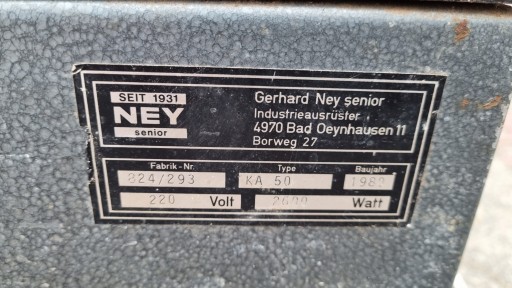 SEIT 1931
NEY
senior
Gerhard Ney senior
Industrieausrüster
4970 Bad Oeynhausen 11
Borweg 27
Fabrik-Nr. Type Baujahr
824/293 KA 50
220 Volt Watt